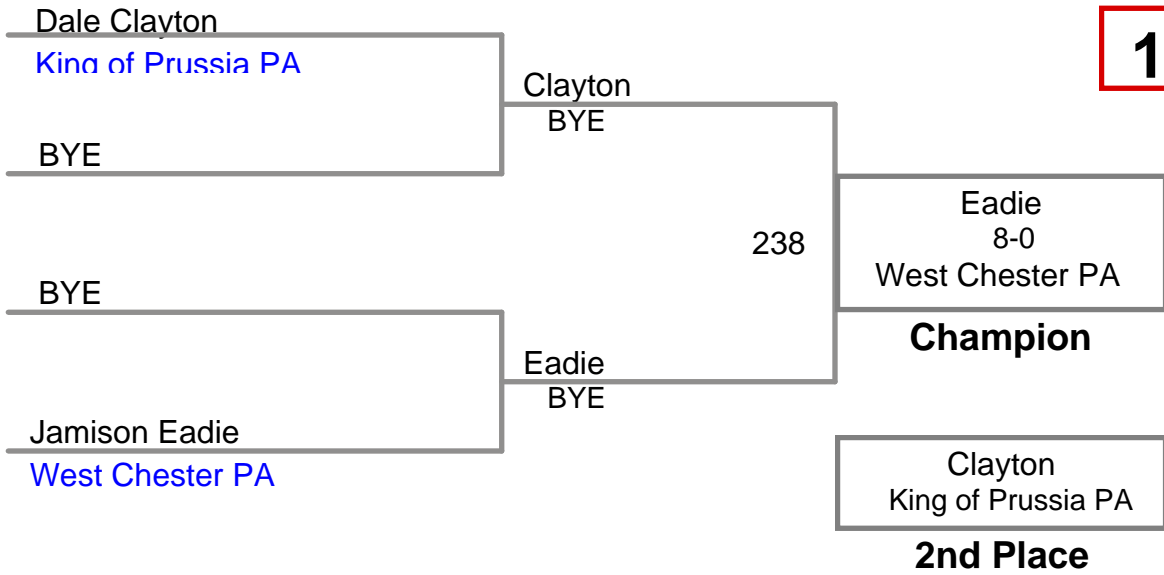 Dale Clayton
King of Prussia PA
1
Clayton
BYE
BYE
Eadie
8-0
West Chester PA
238
BYE
Champion
Eadie
BYE
Jamison Eadie
West Chester PA
Clayton
King of Prussia PA
2nd Place